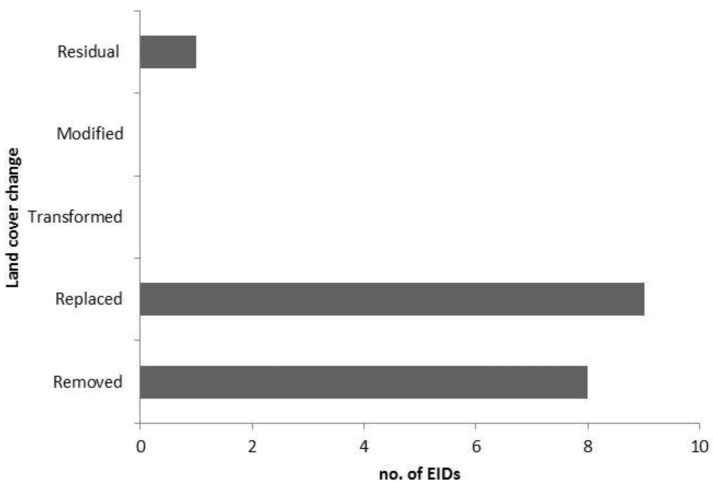 Residual
Modified
Transformed
Replaced
Removed
Land cover change
0 2 4 6 8 10
no. of EIDs